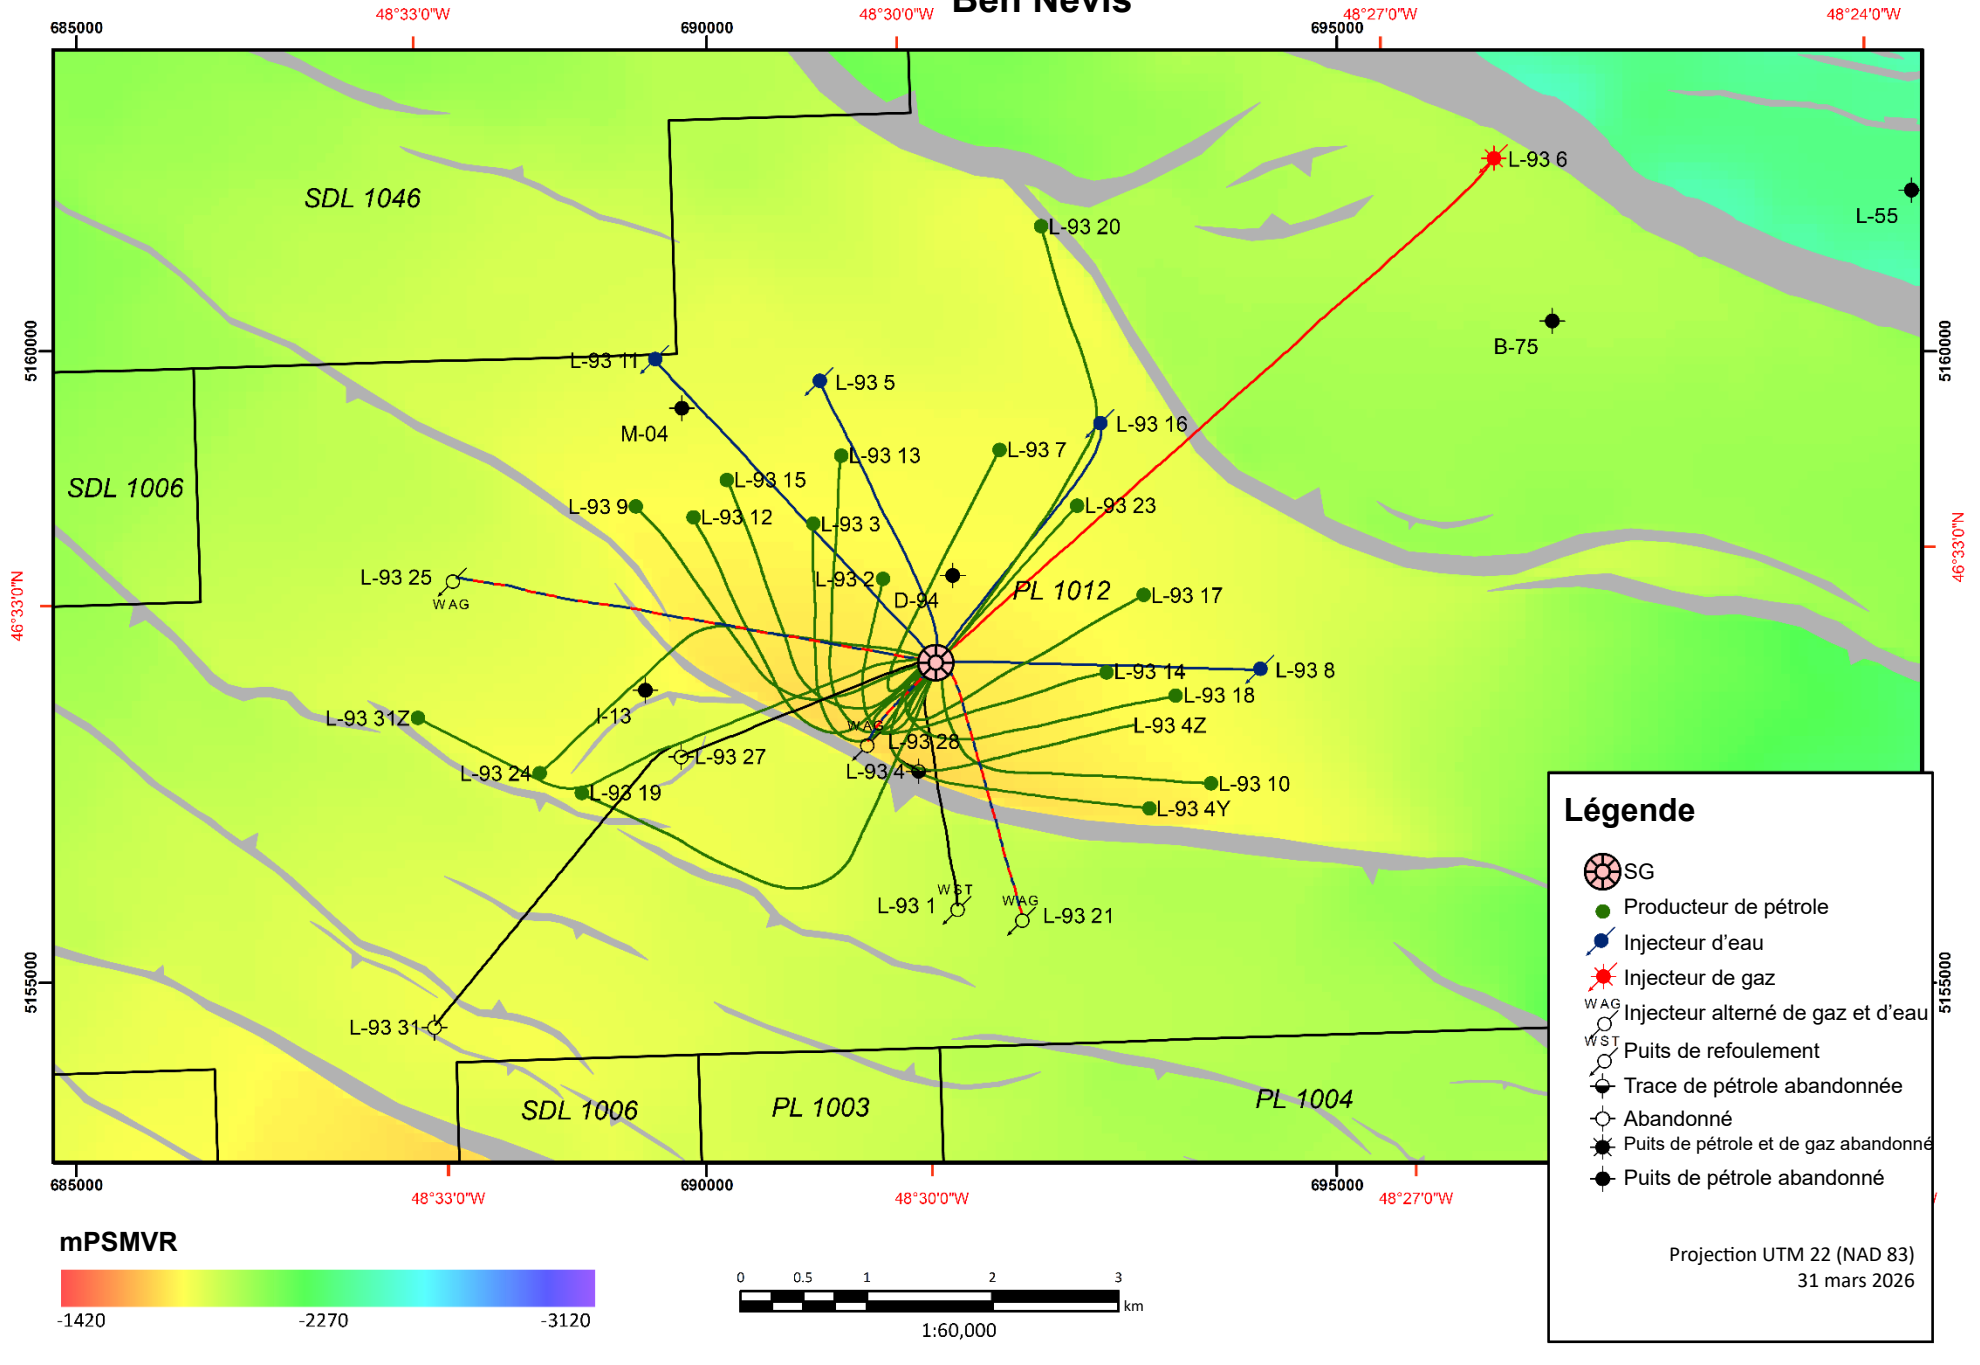 Ben Nevis
48°33'0"W
48°30'0"W
48°27'0"W
48°24'0"W
685000
690000
695000
SDL 1046
L-93 6
L-55
L-93 20
B-75
5160000
5160000
L-93 11
L-93 5
M-04
L-93 16
L-93 13
L-93 7
L-93 15
SDL 1006
L-93 9
L-93 12
L-93 3
L-93 23
46°33'0"N
46°33'0"N
L-93 25
WAG
L-93 2
D-94
PL 1012
L-93 17
L-93 14
L-93 8
L-93 18
I-13
L-93 31Z
WAG
L-93 4Z
L-93 28
L-93 27
L-93 24
L-93 4
L-93 19
L-93 10
L-93 4Y
WST
L-93 1
WAG
L-93 21
5155000
5155000
L-93 31
SDL 1006
PL 1003
PL 1004
685000
690000
695000
48°33'0"W
48°30'0"W
48°27'0"W
Légende
SG
Producteur de pétrole
Injecteur d'eau
Injecteur de gaz
WAG
Injecteur alterné de gaz et d'eau
WST
Puits de refoulement
Trace de pétrole abandonnée
Abandonné
Puits de pétrole et de gaz abandonné
Puits de pétrole abandonné
Projection UTM 22 (NAD 83)
31 mars 2026
mPSMVR
-1420
-2270
-3120
0
0.5
1
2
3
km
1:60,000